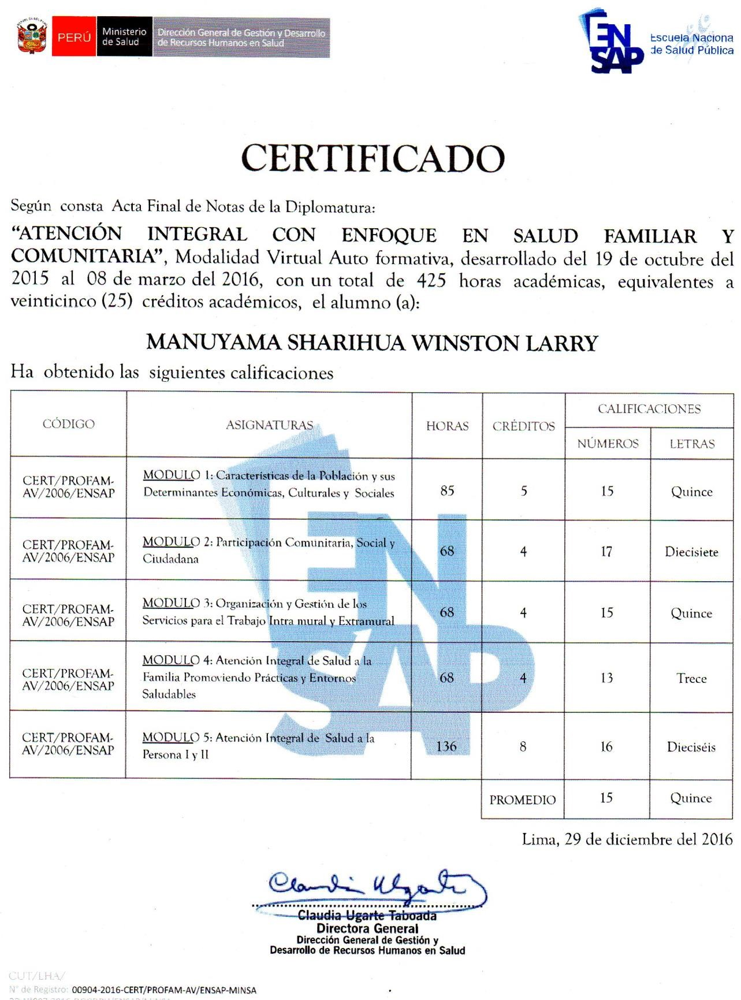 PERÚ
Ministerio
de Salud
Dirección General de Gestión y Desarrollo
de Recursos Humanos en Salud
ENSAP
Escuela Naciona
de Salud Pública
CERTIFICADO
Según consta Acta Final de Notas de la Diplomatura:
“ATENCIÓN INTEGRAL CON ENFOQUE EN SALUD FAMILIAR Y
COMUNITARIA”, Modalidad Virtual Auto formativa, desarrollado del 19 de octubre del
2015 al 08 de marzo del 2016, con un total de 425 horas académicas, equivalentes a
veinticinco (25) créditos académicos, el alumno (a):
MANUYAMA SHARIHUA WINSTON LARRY
Ha obtenido las siguientes calificaciones
CÓDIGO ASIGNATURAS HORAS CRÉDITOS CALIFICACIONES
NÚMEROS LETRAS
CERT/PROFAM-
AV/2006/ENSAP
MODULO 1: Características de la Población y sus
Determinantes Económicas, Culturales y Sociales
85 5 15 Quince
CERT/PROFAM-
AV/2006/ENSAP
MODULO 2: Participación Comunitaria, Social y
Ciudadana
68 4 17 Diecisiete
CERT/PROFAM-
AV/2006/ENSAP
MODULO 3: Organización y Gestión de los
Servicios para el Trabajo Intra mural y Extramural
68 4 15 Quince
CERT/PROFAM-
AV/2006/ENSAP
MODULO 4: Atención Integral de Salud a la
Familia Promoviendo Prácticas y Entornos
Saludables
68 4 13 Trece
CERT/PROFAM-
AV/2006/ENSAP
MODULO 5: Atención Integral de Salud a la
Persona I y II
136 8 16 Dieciséis
PROMEDIO 15 Quince
ENSAP
Lima, 29 de diciembre del 2016
Claudia Ugarte
Claudia Ugarte Taboada
Directora General
Dirección General de Gestión y
Desarrollo de Recursos Humanos en Salud
CUT/LHA/
N° de Registro: 00904-2016-CERT/PROFAM-AV/ENSAP-MINSA